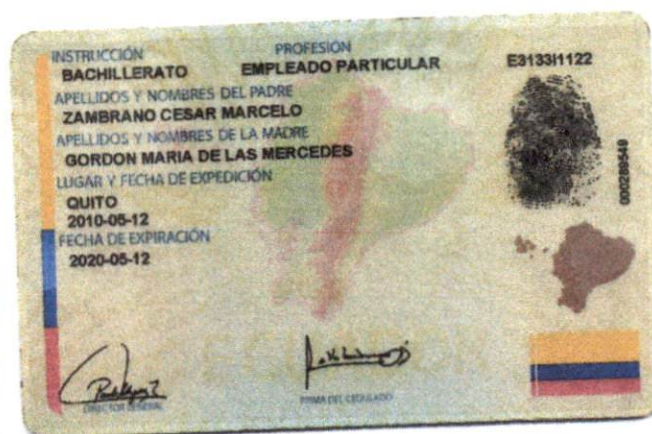 INSTRUCCIÓN PROFESIÓN
BACHILLERATO EMPLEADO PARTICULAR E3133I1122
APELLIDOS Y NOMBRES DEL PADRE
ZAMBRANO CESAR MARCELO
APELLIDOS Y NOMBRES DE LA MADRE
GORDON MARIA DE LAS MERCEDES
LUGAR Y FECHA DE EXPEDICIÓN
QUITO
2010-05-12
FECHA DE EXPIRACIÓN
2020-05-12
DIRECTOR GENERAL
FIRMA DEL CEDULADO